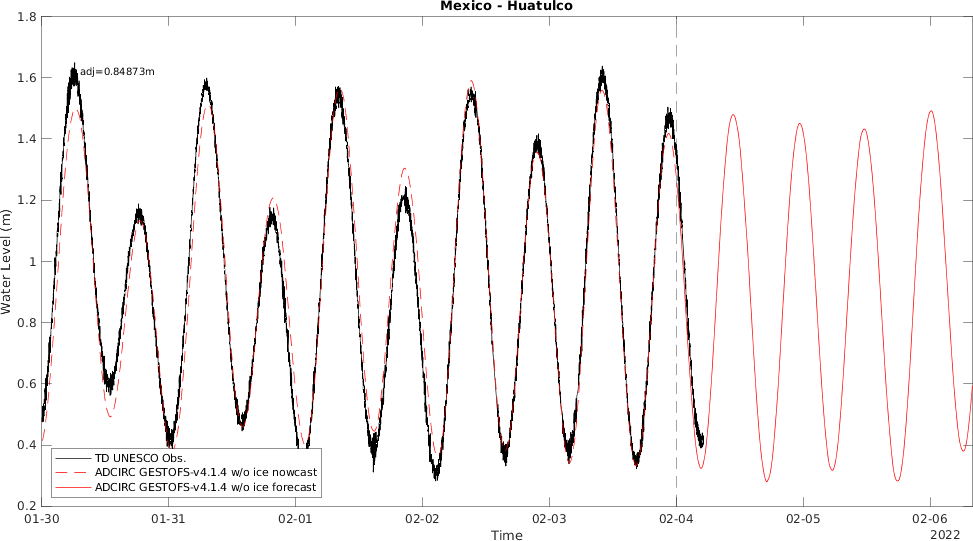 Mexico - Huatulco
1.8
1.6
1.4
1.2
1
0.8
0.6
0.4
0.2
Water Level (m)
adj=0.84873m
TD UNESCO Obs.
ADCIRC GESTOFS-v4.1.4 w/o ice nowcast
ADCIRC GESTOFS-v4.1.4 w/o ice forecast
01-30 01-31 02-01 02-02 02-03 02-04 02-05 02-06
Time
2022